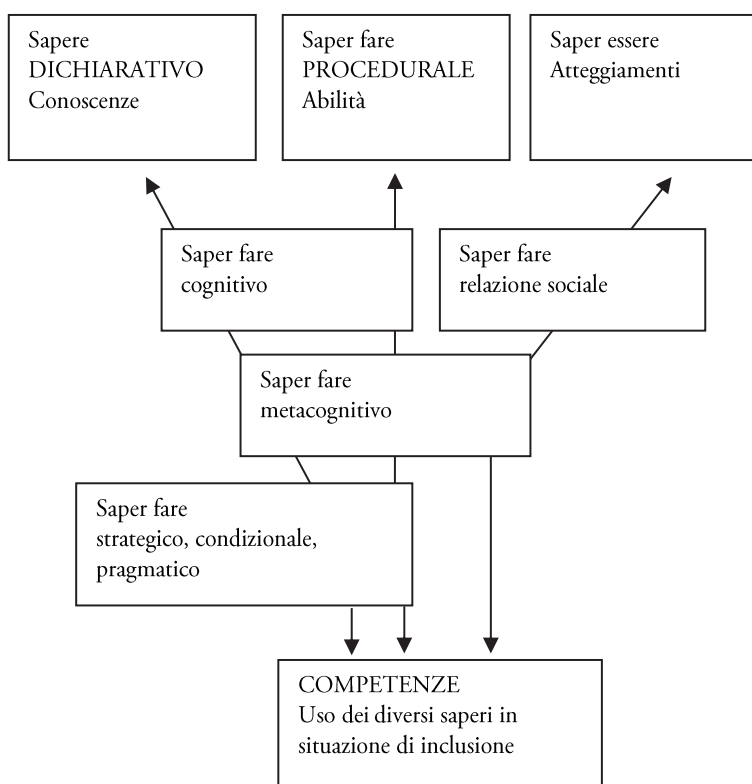 Sapere
DICHIARATIVO
Conoscenze
Saper fare
PROCEDURALE
Abilità
Saper essere
Atteggiamenti
Saper fare
cognitivo
Saper fare
relazione sociale
Saper fare
metacognitivo
Saper fare
strategico, condizionale,
pragmatico
COMPETENZE
Uso dei diversi saperi in
situazione di inclusione